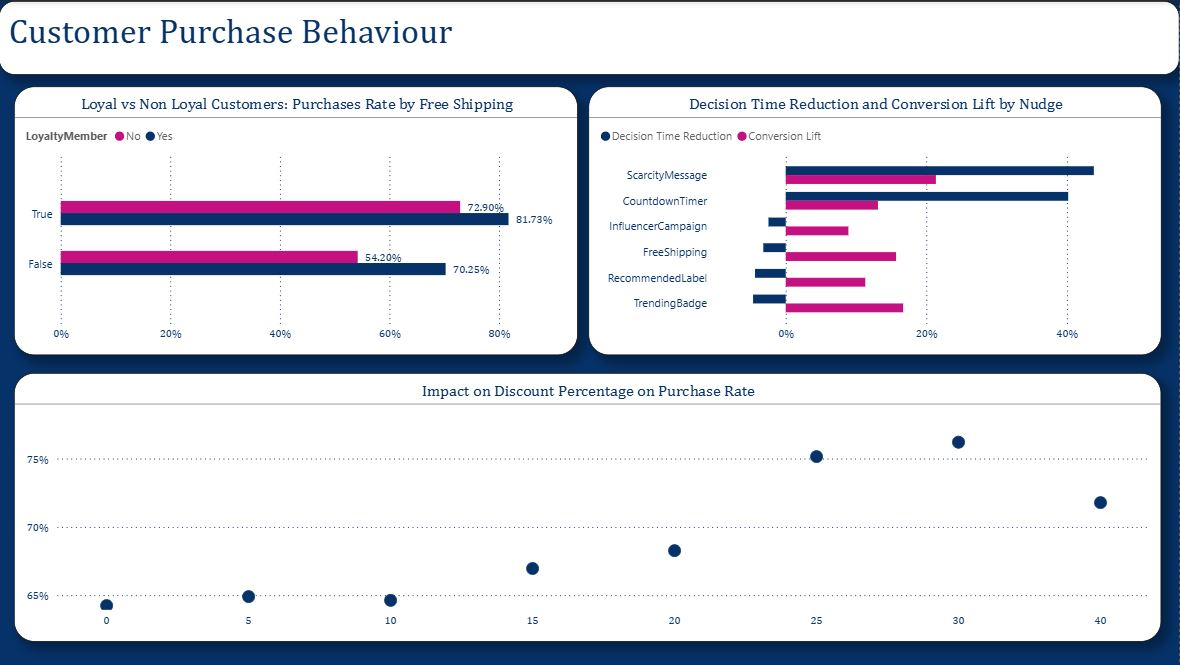 Customer Purchase Behaviour
Loyal vs Non Loyal Customers: Purchases Rate by Free Shipping
LoyaltyMember No Yes
True
72.90%
81.73%
False
54.20%
70.25%
0% 20% 40% 60% 80%
Decision Time Reduction and Conversion Lift by Nudge
Decision Time Reduction Conversion Lift
ScarcityMessage
CountdownTimer
InfluencerCampaign
FreeShipping
RecommendedLabel
TrendingBadge
0% 20% 40%
Impact on Discount Percentage on Purchase Rate
75%
70%
65%
0 5 10 15 20 25 30 40